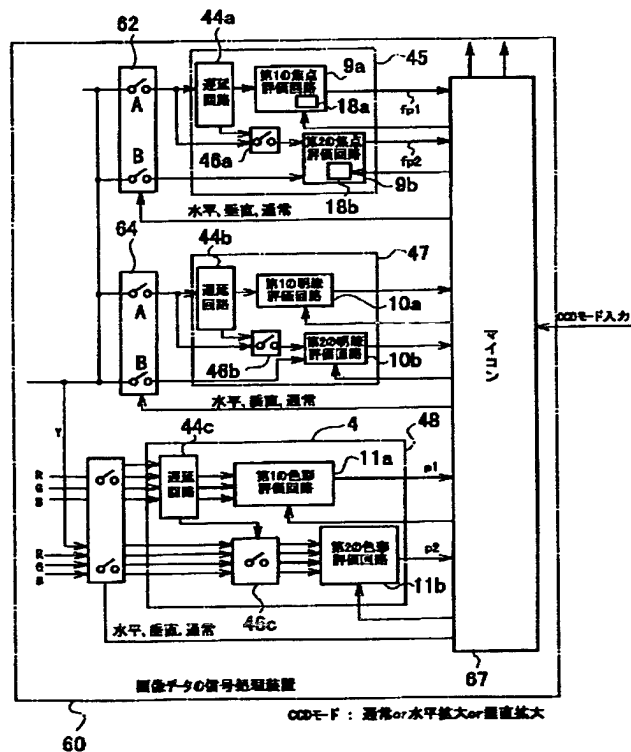 44a
62
9a
45
遅延
回路
第1の焦点
評価回路
18a
fp1
A
46a
第2の焦点
評価回路
fp2
B
18b
9b
水平, 垂直, 通常
64
44b
47
遅延
回路
第1の明線
評価回路
10a
A
CCDモード入力
マイコン
46b
第2の明線
評価回路
10b
B
水平, 垂直, 通常
Y
44c
4
48
11a
遅延
回路
第1の色彩
評価回路
p1
R
G
B
第2の色彩
評価回路
p2
R
G
B
11b
46c
水平, 垂直, 通常
67
画像データの信号処理装置
CCDモード : 通常or水平拡大or垂直拡大
60